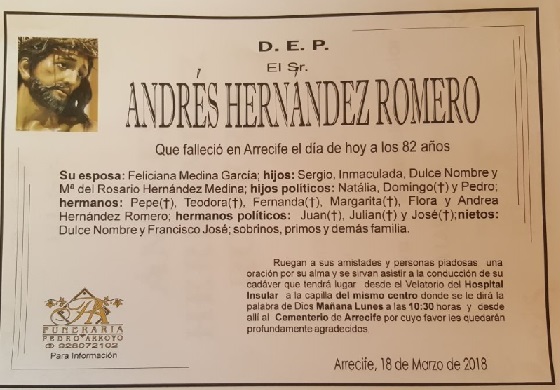 D. E. P.
El Sr.
ANDRÉS HERNÁNDEZ ROMERO
Que falleció en Arrecife el día de hoy a los 82 años
Su esposa: Feliciana Medina García; hijos: Sergio, Inmaculada, Dulce Nombre y
Mª del Rosario Hernández Medina; hijos políticos: Natália, Domingo(†) y Pedro;
hermanos: Pepe(†), Teodora(†), Fernanda(†), Margarita(†), Flora y Andrea
Hernández Romero; hermanos políticos: Juan(†), Julian(†) y José(†);nietos:
Dulce Nombre y Francisco José; sobrinos, primos y demás familia.
Ruegan a sus amistades y personas piadosas una
oración por su alma y se sirvan asistir a la conducción de su
cadáver que tendrá lugar desde el Velatorio del Hospital
Insular a la capilla del mismo centro donde se le dirá la
palabra de Dios Mañana Lunes a las 10:30 horas y desde
allí al Cementerio de Arrecife por cuyo favor les quedarán
profundamente agradecidos.
FUNERARIA
PEDRO ARROYO
✆ 928072102
Para Información
Arrecife, 18 de Marzo de 2018